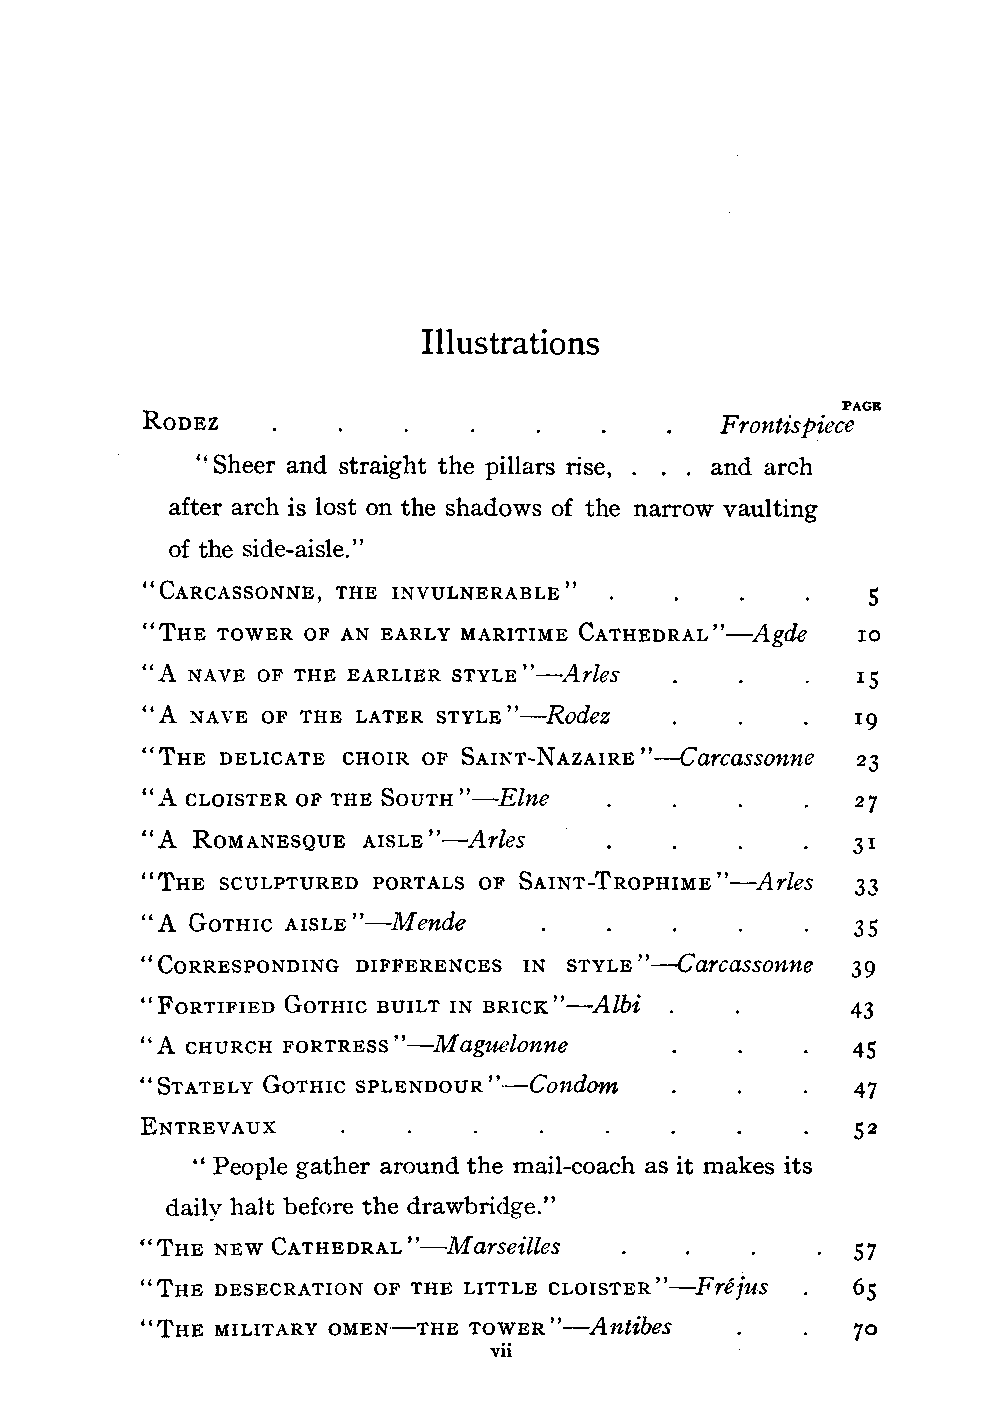 Illustrations
PAGE
RODEZ . . . . . . . Frontispiece
"Sheer and straight the pillars rise, . . . and arch
after arch is lost on the shadows of the narrow vaulting
of the side-aisle."
"CARCASSONNE, THE INVULNERABLE" . . . . 5
"THE TOWER OF AN EARLY MARITIME CATHEDRAL"—Agde 10
"A NAVE OF THE EARLIER STYLE"—Arles . . . 15
"A NAVE OF THE LATER STYLE"—Rodez . . . 19
"THE DELICATE CHOIR OF SAINT-NAZAIRE"—Carcassonne 23
"A CLOISTER OF THE SOUTH"—Elne . . . . 27
"A ROMANESQUE AISLE"—Arles . . . . 31
"THE SCULPTURED PORTALS OF SAINT-TROPHIME"—Arles 33
"A GOTHIC AISLE"—Mende . . . . . 35
"CORRESPONDING DIFFERENCES IN STYLE"—Carcassonne 39
"FORTIFIED GOTHIC BUILT IN BRICK"—Albi . . 43
"A CHURCH FORTRESS"—Maguelonne . . . 45
"STATELY GOTHIC SPLENDOUR"—Condom . . . 47
ENTREVAUX . . . . . . . . 52
"People gather around the mail-coach as it makes its
daily halt before the drawbridge."
"THE NEW CATHEDRAL"—Marseilles . . . . 57
"THE DESECRATION OF THE LITTLE CLOISTER"—Fréjus . 65
"THE MILITARY OMEN—THE TOWER"—Antibes . . 70
vii